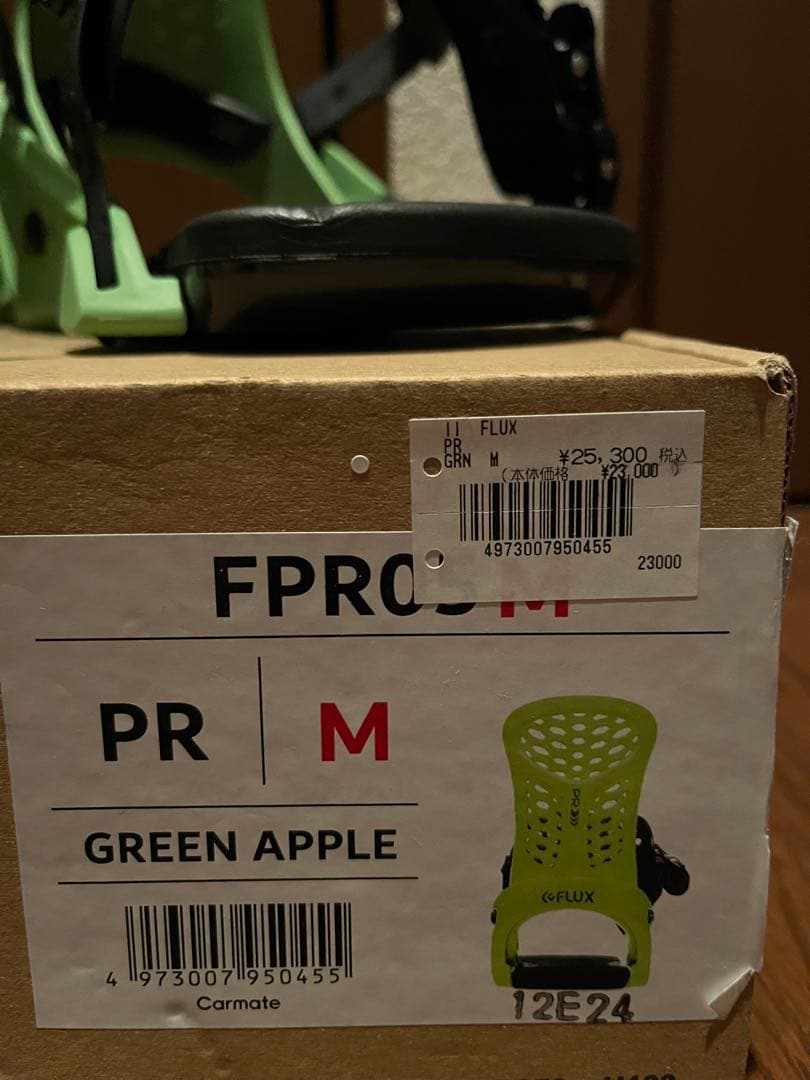 11 FLUX
PR
GRN M ¥25,300 税込
(本体価格 ¥23,000 )
4973007950455
23000
FPR0 M
PR M
GREEN APPLE
4 973007 950455
Carmate
PR
FLUX
12E24